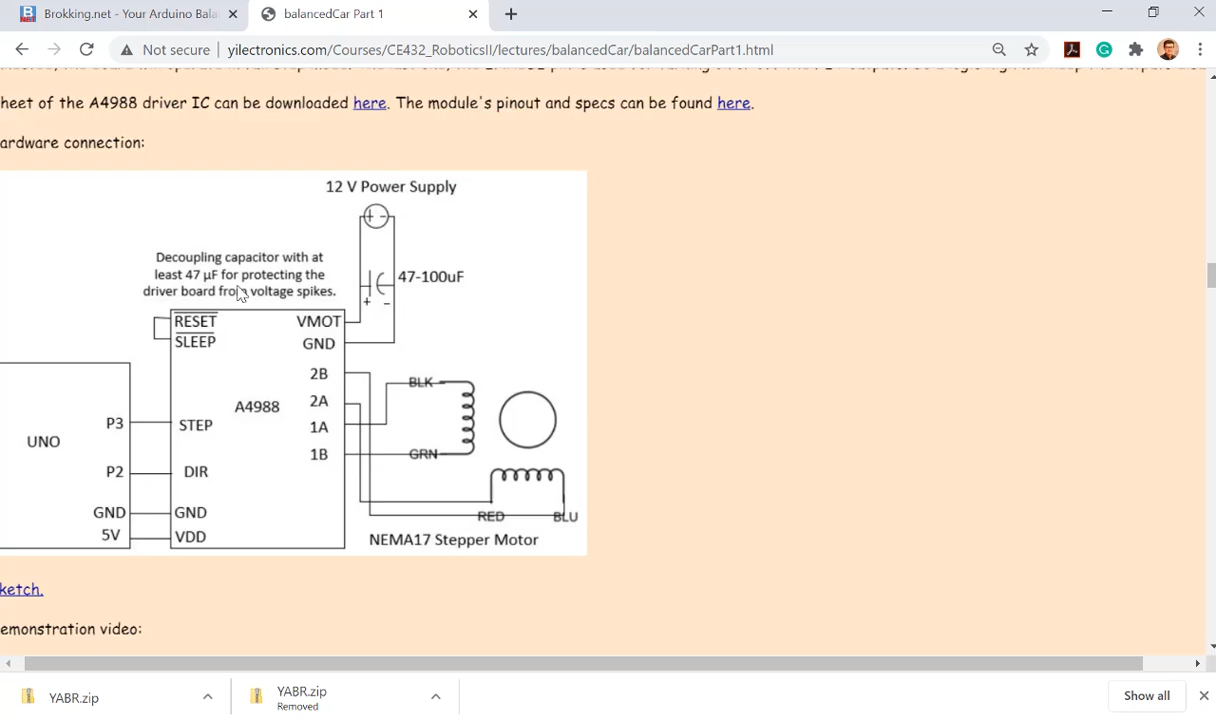 Brokking.net - Your Arduino Bala
balancedCar Part 1
Not secure | yilectronics.com/Courses/CE432_RoboticsII/lectures/balancedCar/balancedCarPart1.html
heet of the A4988 driver IC can be downloaded here. The module's pinout and specs can be found here.
ardware connection:
12 V Power Supply
+ -
Decoupling capacitor with at
least 47 µF for protecting the
driver board from voltage spikes.
47-100uF
+ -
RESET
SLEEP
VMOT
GND
2B
2A
1A
1B
A4988
STEP
DIR
GND
VDD
UNO
P3
P2
GND
5V
BLK
GRN
RED
BLU
NEMA17 Stepper Motor
ketch.
emonstration video:
YABR.zip
YABR.zip
Removed
Show all